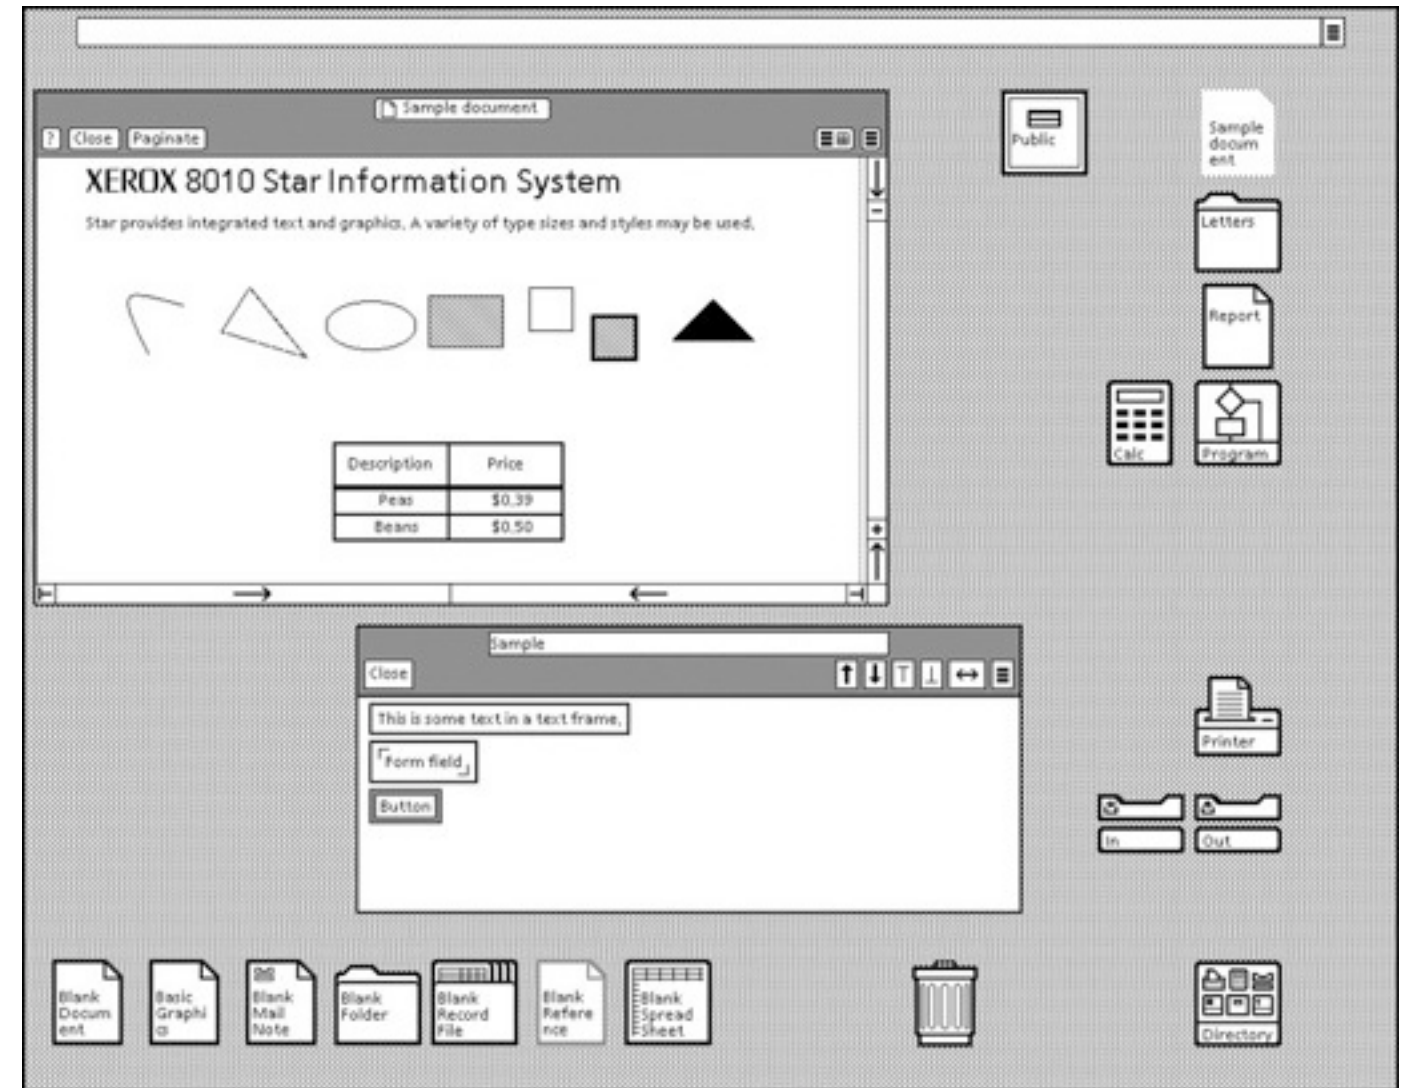 Sample document
? Close Paginate
XEROX 8010 Star Information System
Star provides integrated text and graphics. A variety of type sizes and styles may be used.
Description Price
Peas $0.39
Beans $0.50
Public
Sample
docum
ent
Letters
Report
Calc
Program
Sample
Close
This is some text in a text frame.
Form field
Button
Printer
In
Out
Blank
Docum
ent
Basic
Graphi
cs
Blank
Mail
Note
Blank
Folder
Blank
Record
File
Blank
Refere
nce
Blank
Spread
Sheet
Directory